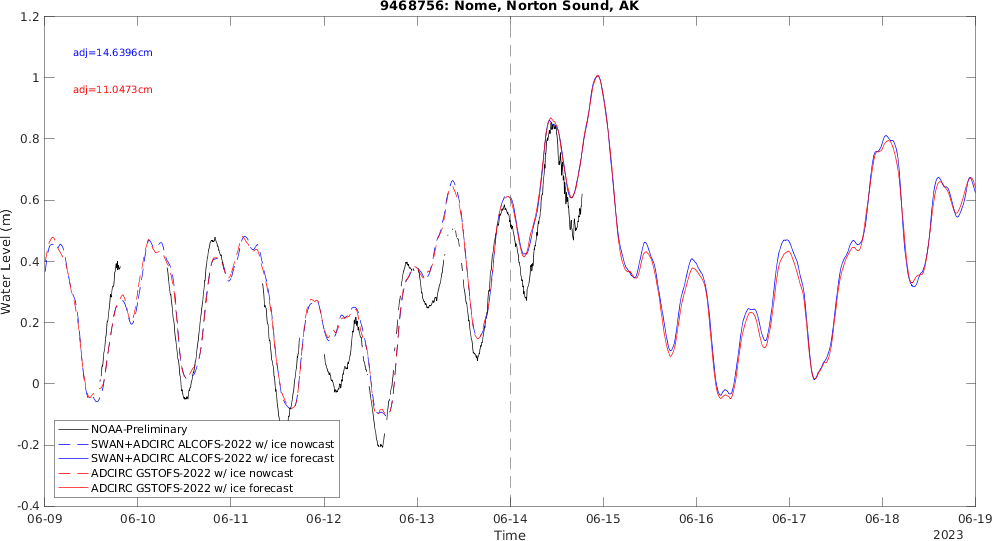 9468756: Nome, Norton Sound, AK
adj=14.6396cm
adj=11.0473cm
Water Level (m)
1.2
1
0.8
0.6
0.4
0.2
0
-0.2
-0.4
NOAA-Preliminary
SWAN+ADCIRC ALCOFS-2022 w/ ice nowcast
SWAN+ADCIRC ALCOFS-2022 w/ ice forecast
ADCIRC GSTOFS-2022 w/ ice nowcast
ADCIRC GSTOFS-2022 w/ ice forecast
06-09 06-10 06-11 06-12 06-13 06-14 06-15 06-16 06-17 06-18 06-19
Time
2023